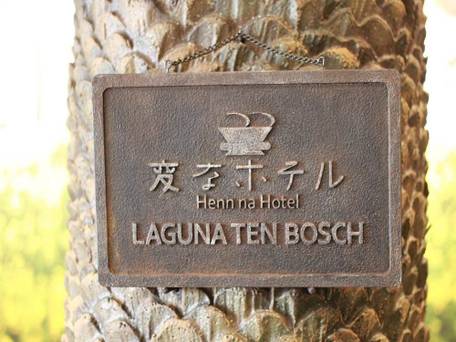 変なホテル
Henn na Hotel
LAGUNA TEN BOSCH